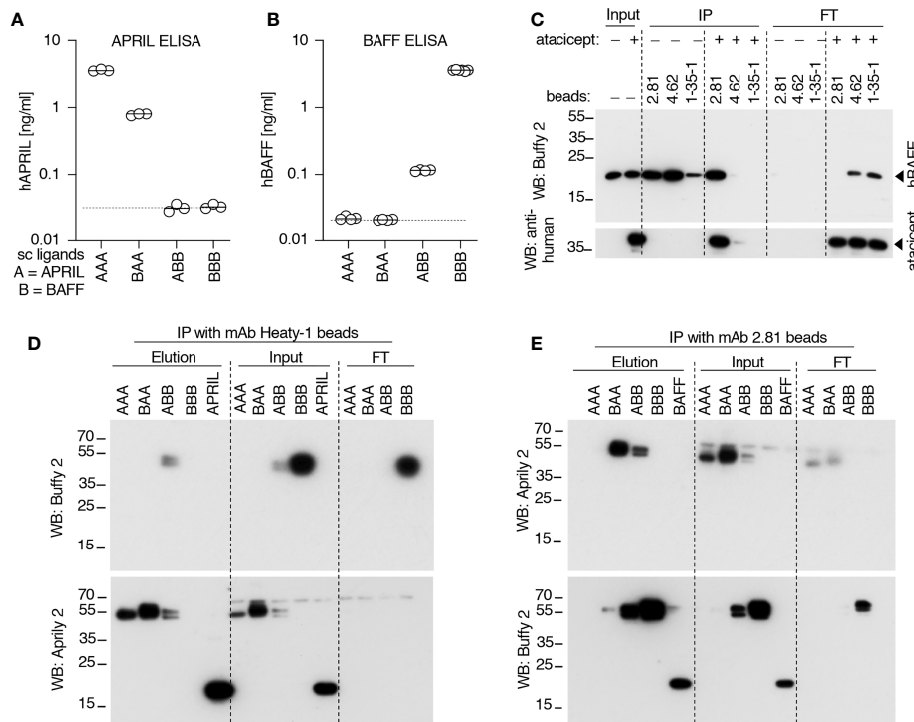 A
APRIL ELISA
hAPRIL [ng/ml]
10
1
0.1
0.01
sc ligands
A = APRIL
B = BAFF
AAA
BAA
ABB
BBB
B
BAFF ELISA
hBAFF [ng/ml]
10
1
0.1
0.01
AAA
BAA
ABB
BBB
C
Input IP FT
atacicept: – + – – – + + + – – – + + +
beads: – – 2.81 4.62 1-35-1 2.81 4.62 1-35-1 2.81 4.62 1-35-1 2.81 4.62 1-35-1
WB: Buffy 2
55
35
25
15
hBAFF
WB: anti-human
35
atacicept
D
IP with mAb Heaty-1 beads
Elution Input FT
AAA BAA ABB BBB APRIL AAA BAA ABB BBB APRIL AAA BAA ABB BBB
WB: Buffy 2
70
55
35
25
15
WB: Aprily 2
70
55
35
25
15
E
IP with mAb 2.81 beads
Elution Input FT
AAA BAA ABB BBB BAFF AAA BAA ABB BBB BAFF AAA BAA ABB BBB
WB: Aprily 2
70
55
35
25
15
WB: Buffy 2
70
55
35
25
15